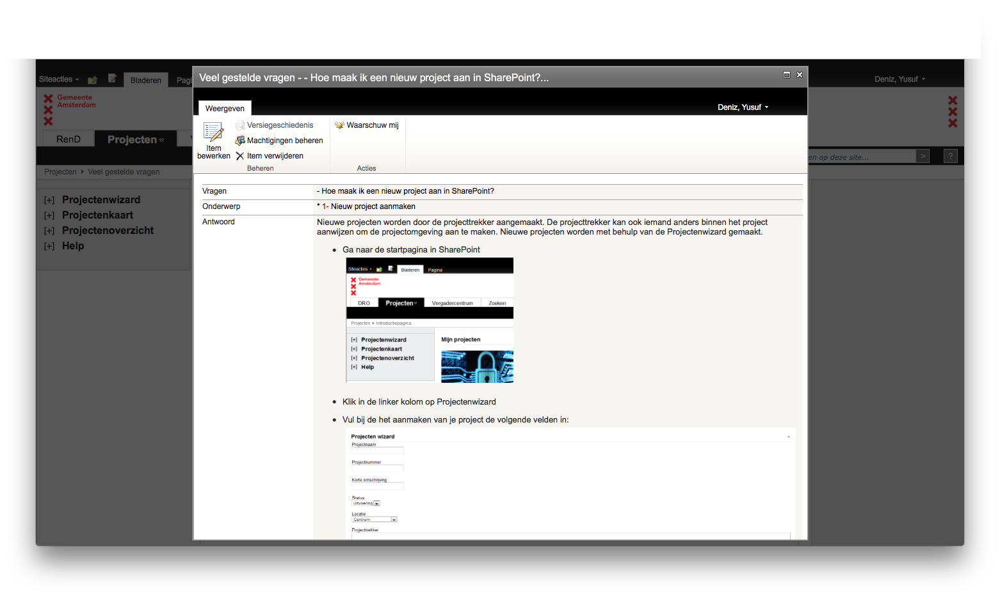 Siteacties
Bladeren
Pagi
Deniz, Yusuf
Gemeente
Amsterdam
RenD
Projecten
en op deze site...
>
?
Projecten
Veel gestelde vragen
[+] Projectenwizard
[+] Projectenkaart
[+] Projectenoverzicht
[+] Help
Veel gestelde vragen - - Hoe maak ik een nieuw project aan in SharePoint?...
Weergeven
Deniz, Yusuf
Item
bewerken
Versiegeschiedenis
Machtigingen beheren
Item verwijderen
Beheren
Waarschuw mij
Acties
Vragen
- Hoe maak ik een nieuw project aan in SharePoint?
Onderwerp
* 1- Nieuw project aanmaken
Antwoord
Nieuwe projecten worden door de projecttrekker aangemaakt. De projecttrekker kan ook iemand anders binnen het project
aanwijzen om de projectomgeving aan te maken. Nieuwe projecten worden met behulp van de Projectenwizard gemaakt.
• Ga naar de startpagina in SharePoint
Siteacties
Bladeren
Pagina
Gemeente
Amsterdam
DRO
Projecten
Vergadercentrum
Zoeken
Projecten
Introductiepagina
[+] Projectenwizard
[+] Projectenkaart
[+] Projectenoverzicht
[+] Help
Mijn projecten
• Klik in de linker kolom op Projectenwizard
• Vul bij de het aanmaken van je project de volgende velden in:
Projecten wizard
Projectnaam
Projectnummer
Korte omschrijving
Status
Uitvoering
Locatie
Centrum
Projecttrekker